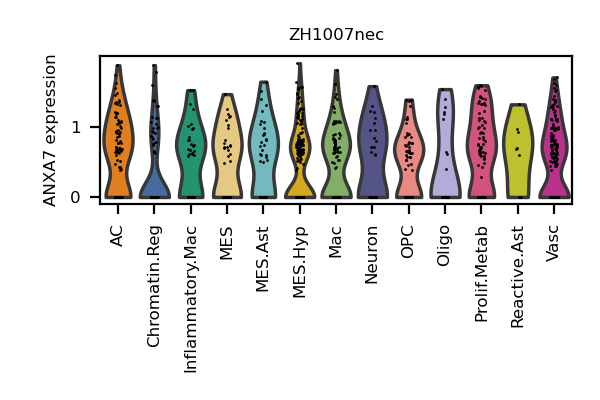 ZH1007nec
ANXA7 expression
1
0
AC
Chromatin.Reg
Inflammatory.Mac
MES
MES.Ast
MES.Hyp
Mac
Neuron
OPC
Oligo
Prolif.Metab
Reactive.Ast
Vasc